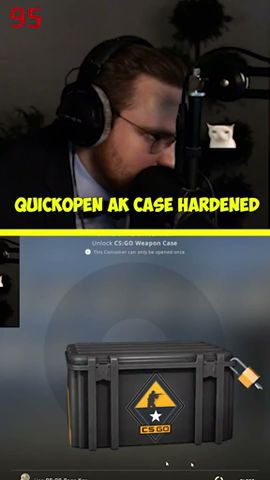 95
QUICKOPEN AK CASE HARDENED
Unlock CS:GO Weapon Case
This Container can only be opened once
CS GO